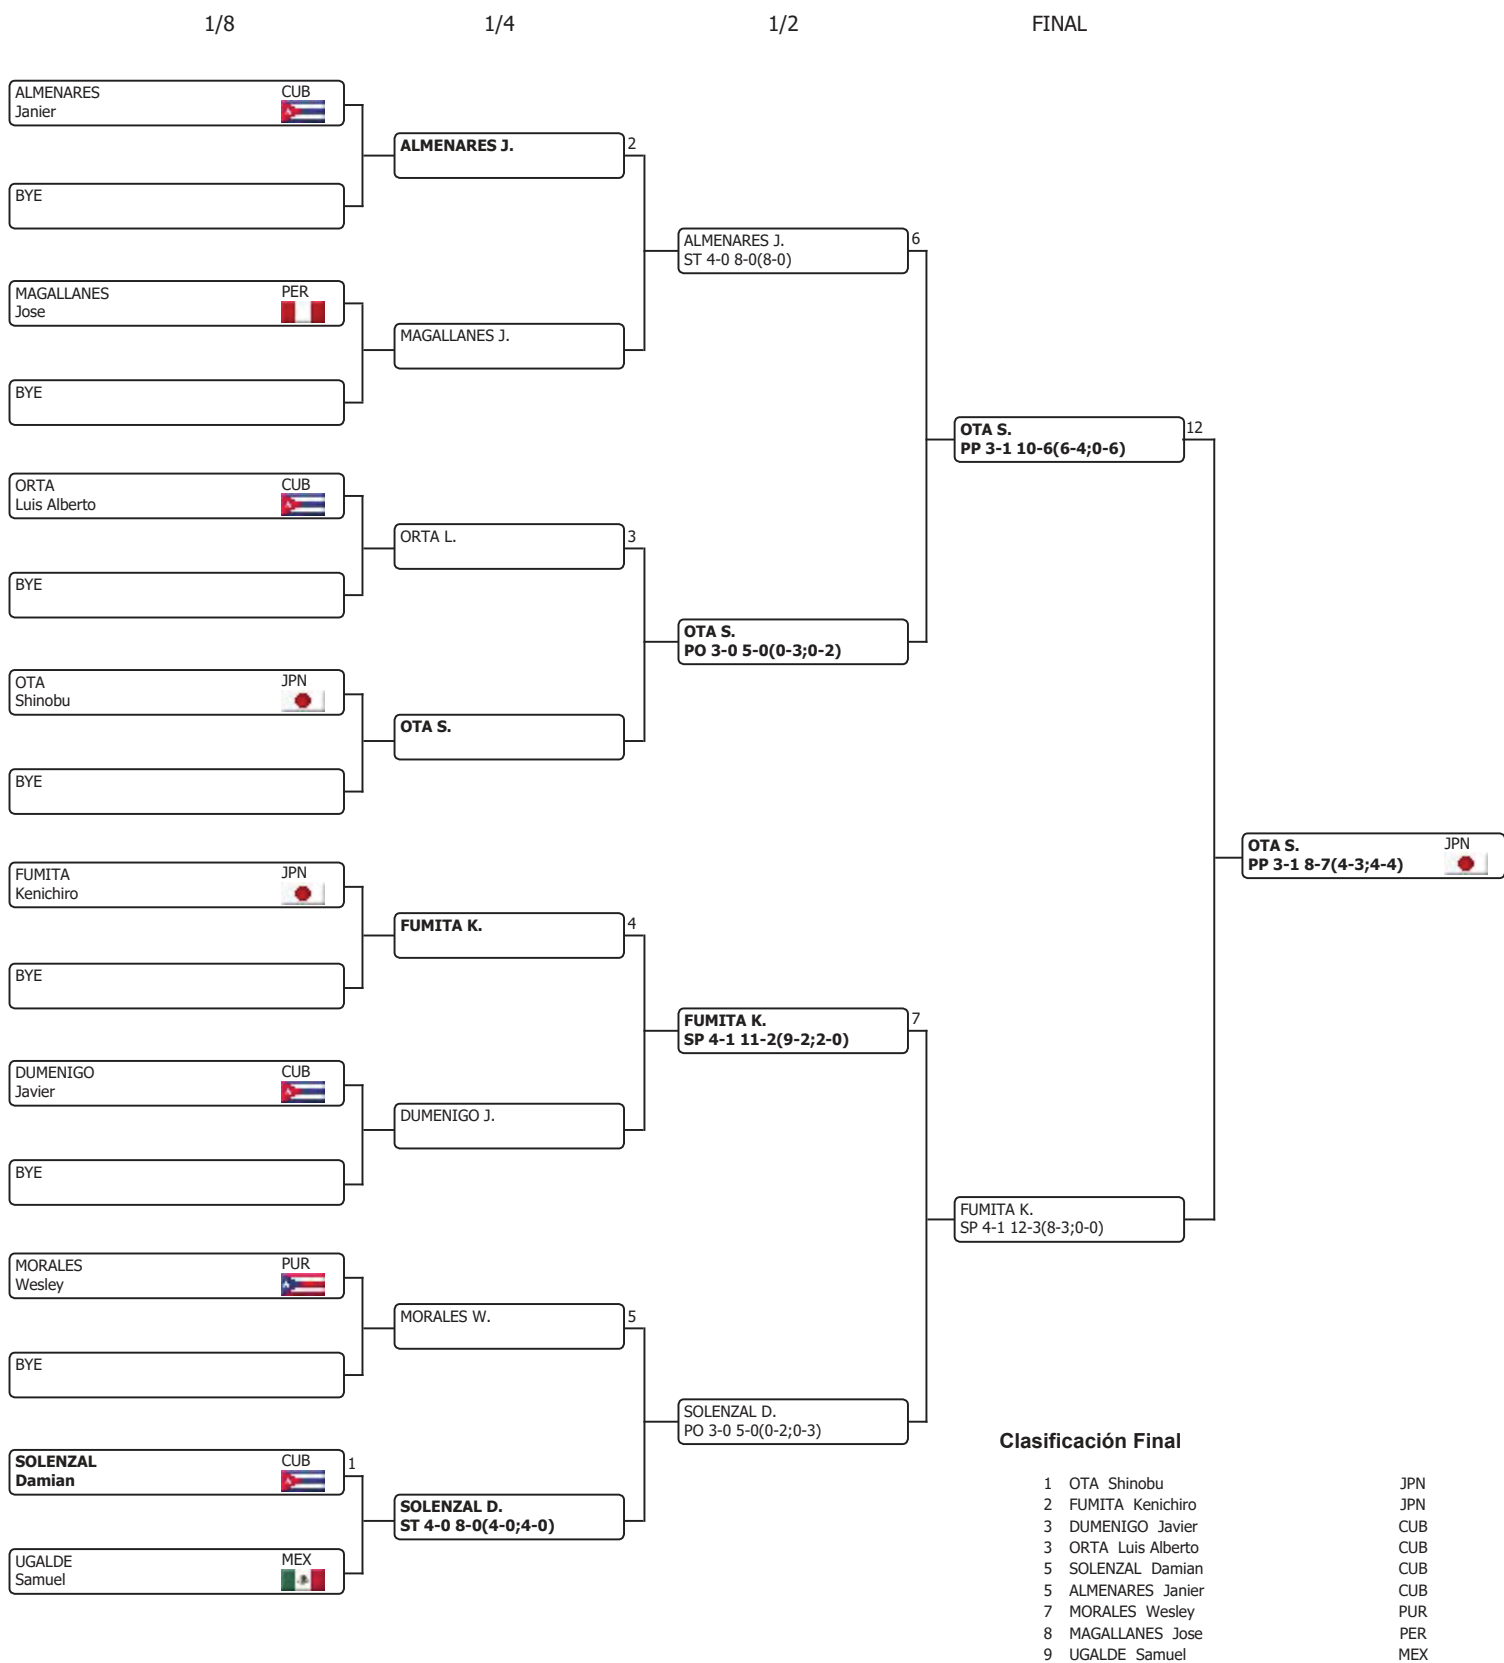 1/8
1/4
1/2
FINAL
ALMENARES
Janier
CUB
BYE
MAGALLANES
Jose
PER
BYE
ORTA
Luis Alberto
CUB
BYE
OTA
Shinobu
JPN
BYE
FUMITA
Kenichiro
JPN
BYE
DUMENIGO
Javier
CUB
BYE
MORALES
Wesley
PUR
BYE
SOLENZAL
Damian
CUB
1
UGALDE
Samuel
MEX
ALMENARES J.
2
MAGALLANES J.
ORTA L.
3
OTA S.
FUMITA K.
4
DUMENIGO J.
MORALES W.
5
SOLENZAL D.
ST 4-0 8-0(4-0;4-0)
ALMENARES J.
ST 4-0 8-0(8-0)
6
OTA S.
PO 3-0 5-0(0-3;0-2)
FUMITA K.
SP 4-1 11-2(9-2;2-0)
7
SOLENZAL D.
PO 3-0 5-0(0-2;0-3)
OTA S.
PP 3-1 10-6(6-4;0-6)
12
FUMITA K.
SP 4-1 12-3(8-3;0-0)
OTA S.
PP 3-1 8-7(4-3;4-4)
JPN
Clasificación Final
1 OTA Shinobu JPN
2 FUMITA Kenichiro JPN
3 DUMENIGO Javier CUB
3 ORTA Luis Alberto CUB
5 SOLENZAL Damian CUB
5 ALMENARES Janier CUB
7 MORALES Wesley PUR
8 MAGALLANES Jose PER
9 UGALDE Samuel MEX